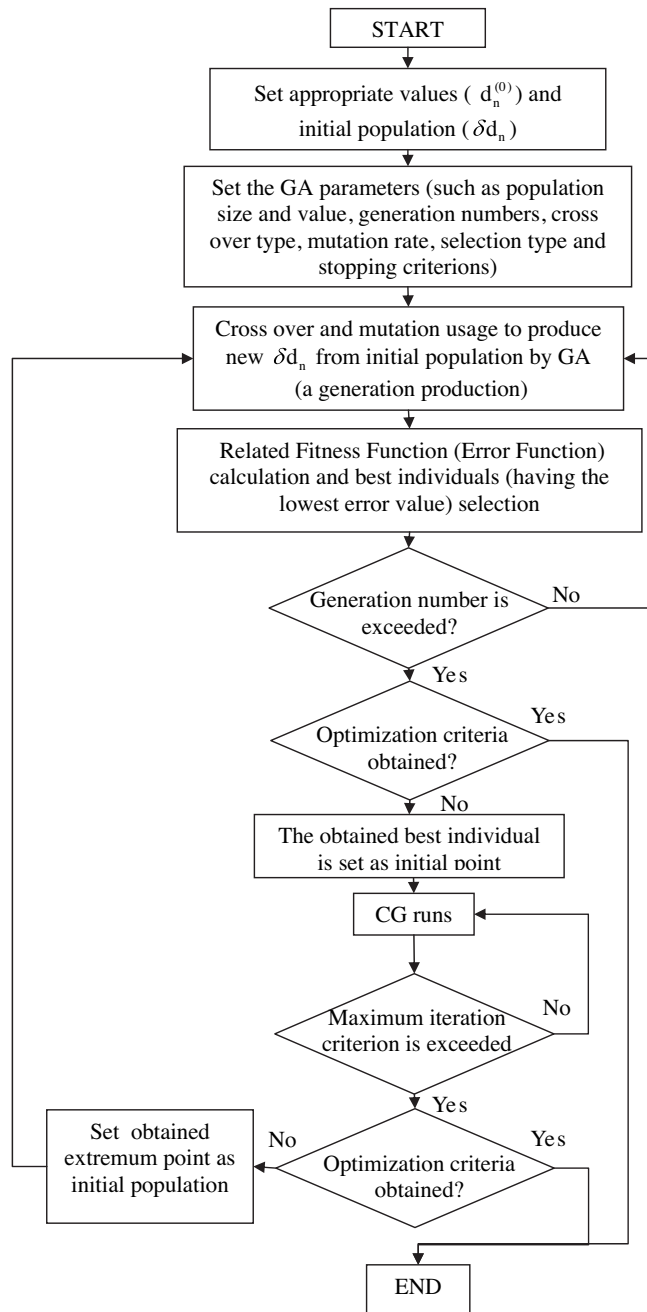 START
Set appropriate values ( d_n^(0) ) and
initial population ( δd_n )
Set the GA parameters (such as population
size and value, generation numbers, cross
over type, mutation rate, selection type and
stopping criterions)
Cross over and mutation usage to produce
new δd_n from initial population by GA
(a generation production)
Related Fitness Function (Error Function)
calculation and best individuals (having the
lowest error value) selection
Generation number is
exceeded?
No
Yes
Optimization criteria
obtained?
Yes
No
The obtained best individual
is set as initial point
CG runs
Maximum iteration
criterion is exceeded
No
Yes
Set obtained
extremum point as
initial population
No
Optimization criteria
obtained?
Yes
END